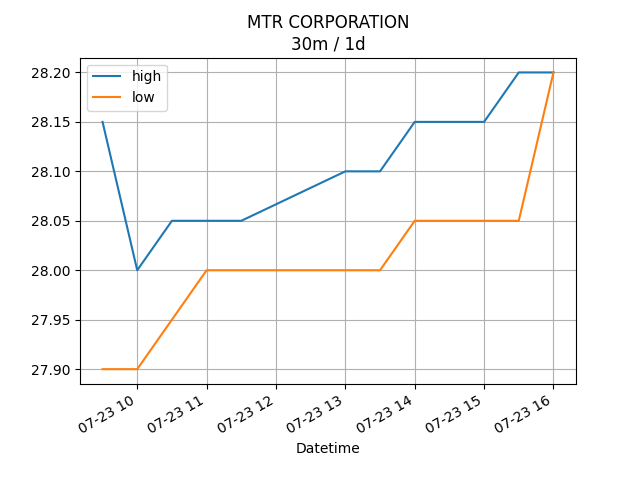 MTR CORPORATION
30m / 1d
high
low
28.20
28.15
28.10
28.05
28.00
27.95
27.90
07-23 10
07-23 11
07-23 12
07-23 13
07-23 14
07-23 15
07-23 16
Datetime